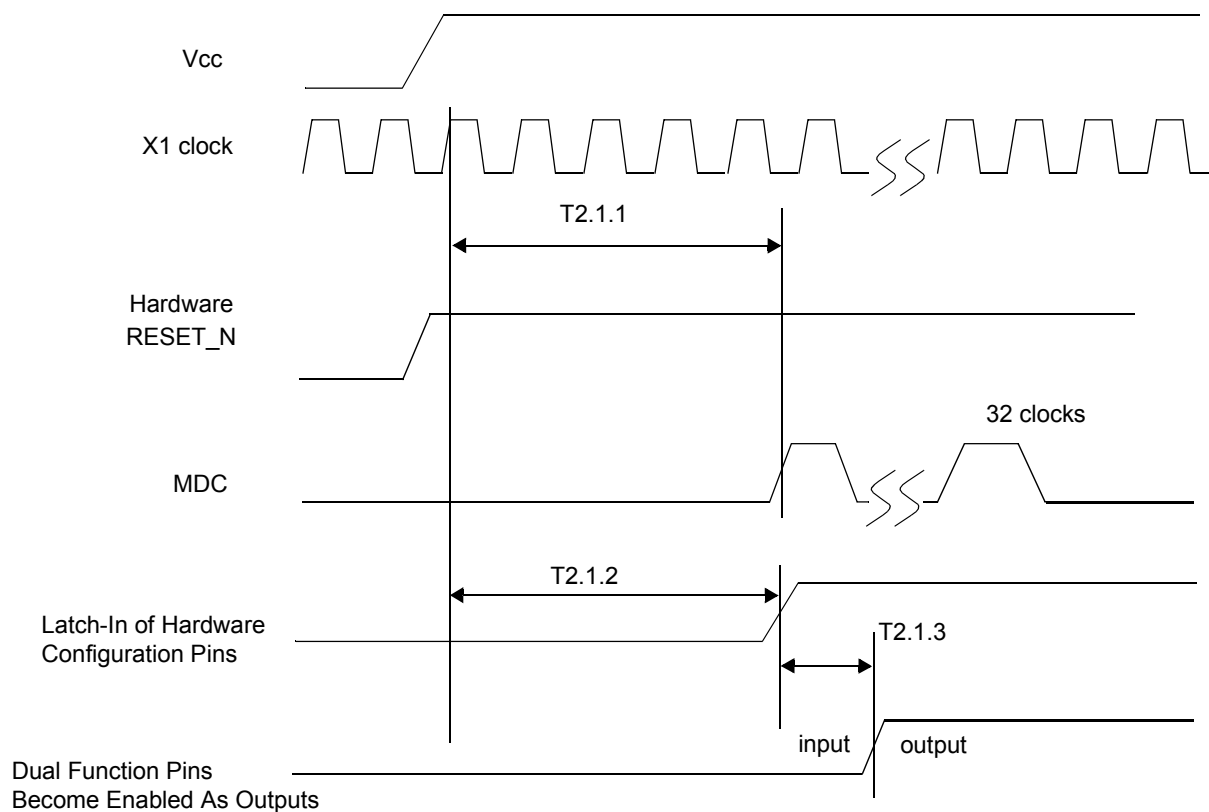 Vcc
X1 clock
T2.1.1
Hardware
RESET_N
32 clocks
MDC
T2.1.2
Latch-In of Hardware
Configuration Pins
T2.1.3
input
output
Dual Function Pins
Become Enabled As Outputs